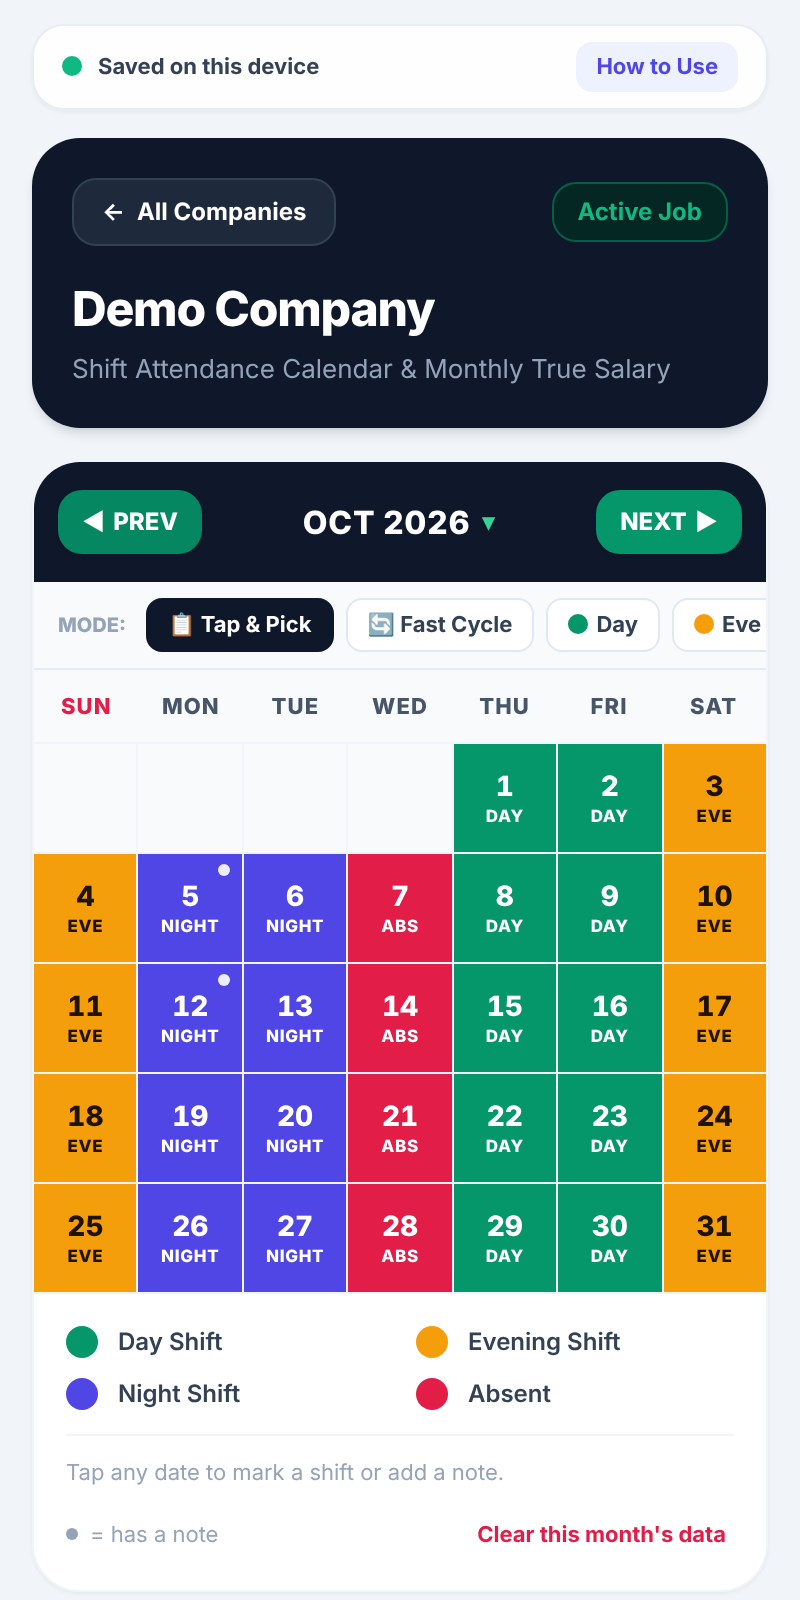 Saved on this device
How to Use
← All Companies
Active Job
Demo Company
Shift Attendance Calendar & Monthly True Salary
◀ PREV
OCT 2026 ▼
NEXT ▶
MODE: 📋 Tap & Pick 🔄 Fast Cycle Day Eve
SUN MON TUE WED THU FRI SAT
1 2 3
DAY DAY EVE
4 5 6 7 8 9 10
EVE NIGHT NIGHT ABS DAY DAY EVE
11 12 13 14 15 16 17
EVE NIGHT NIGHT ABS DAY DAY EVE
18 19 20 21 22 23 24
EVE NIGHT NIGHT ABS DAY DAY EVE
25 26 27 28 29 30 31
EVE NIGHT NIGHT ABS DAY DAY EVE
Day Shift Evening Shift
Night Shift Absent
Tap any date to mark a shift or add a note.
= has a note
Clear this month's data